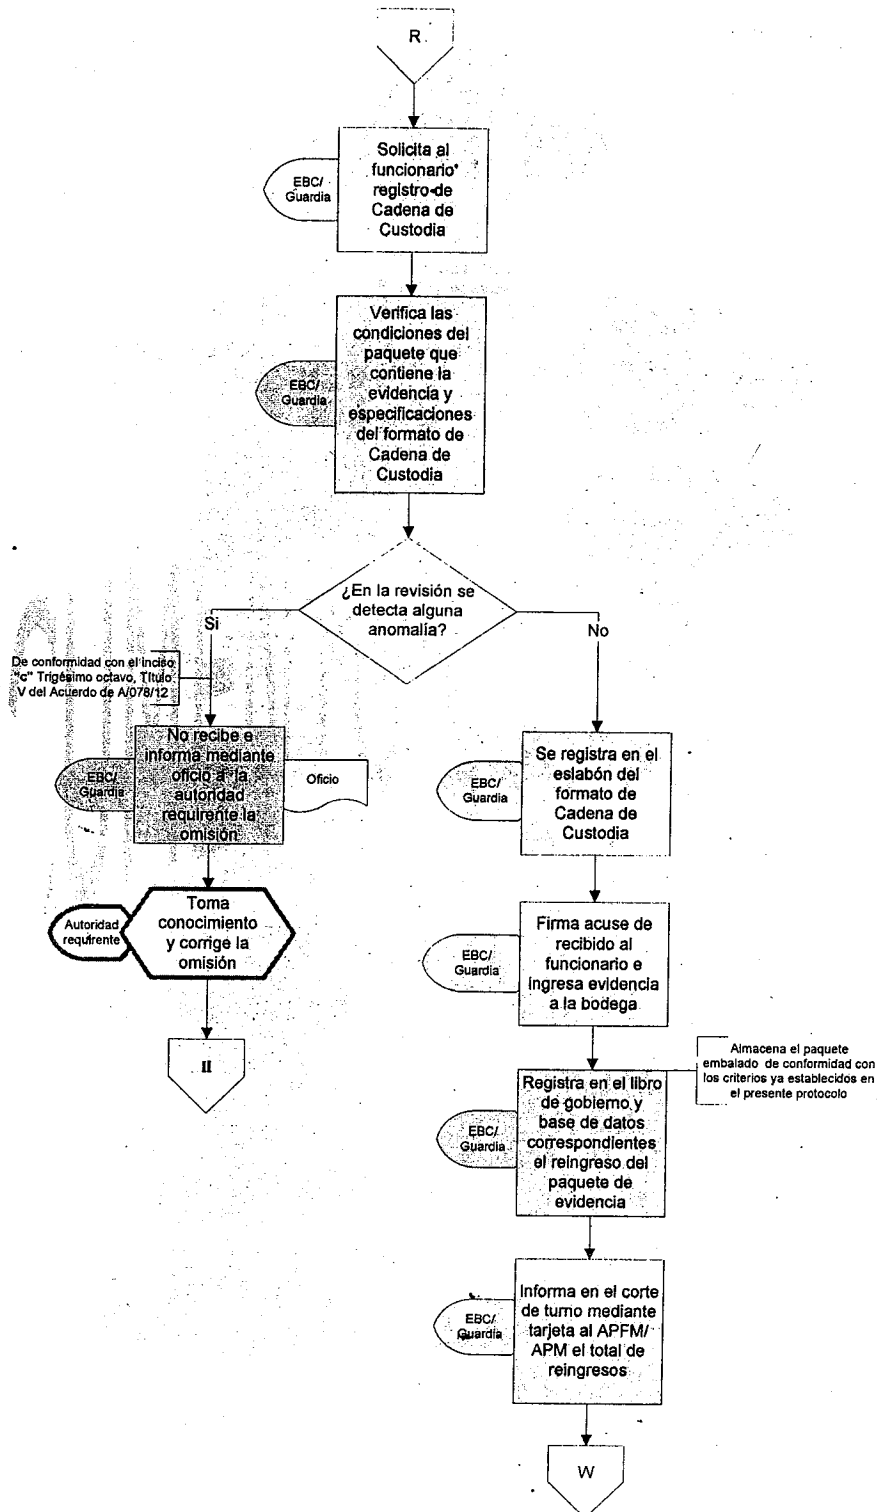 R
Solicita al
funcionario
registro de
Cadena de
Custodia
EBC/
Guardia
Verifica las
condiciones del
paquete que
contiene la
evidencia y
especificaciones
del formato de
Cadena de
Custodia
EBC/
Guardia
¿En la revisión se
detecta alguna
anomalía?
Si
No
De conformidad con el inciso
"c" Trigésimo octavo, Título
V del Acuerdo de A/078/12
No recibe e
informa mediante
oficio a la
autoridad
requirente la
omisión
EBC/
Guardia
Oficio
Toma
conocimiento
y corrige la
omisión
Autoridad
requirente
II
Se registra en el
eslabón del
formato de
Cadena de
Custodia
EBC/
Guardia
Firma acuse de
recibido al
funcionario e
ingresa evidencia
a la bodega
EBC/
Guardia
Almacena el paquete
embalado de conformidad con
los criterios ya establecidos en
el presente protocolo
Registra en el libro
de gobierno y
base de datos
correspondientes
el reingreso del
paquete de
evidencia
EBC/
Guardia
Informa en el corte
de turno mediante
tarjeta al APFM/
APM el total de
reingresos
EBC/
Guardia
W